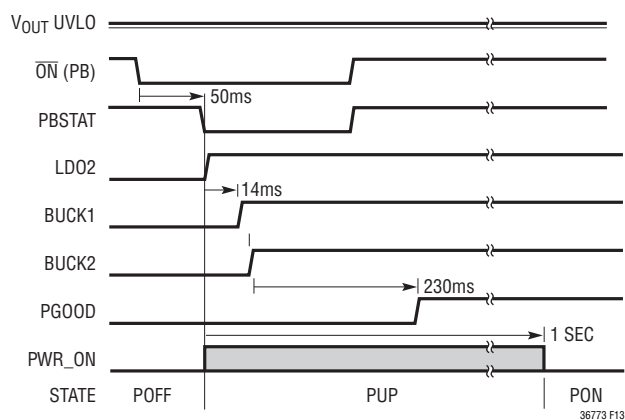 VOUT UVLO
ON (PB)
50ms
PBSTAT
LDO2
14ms
BUCK1
BUCK2
230ms
PGOOD
1 SEC
PWR_ON
STATE POFF PUP PON
36773 F13